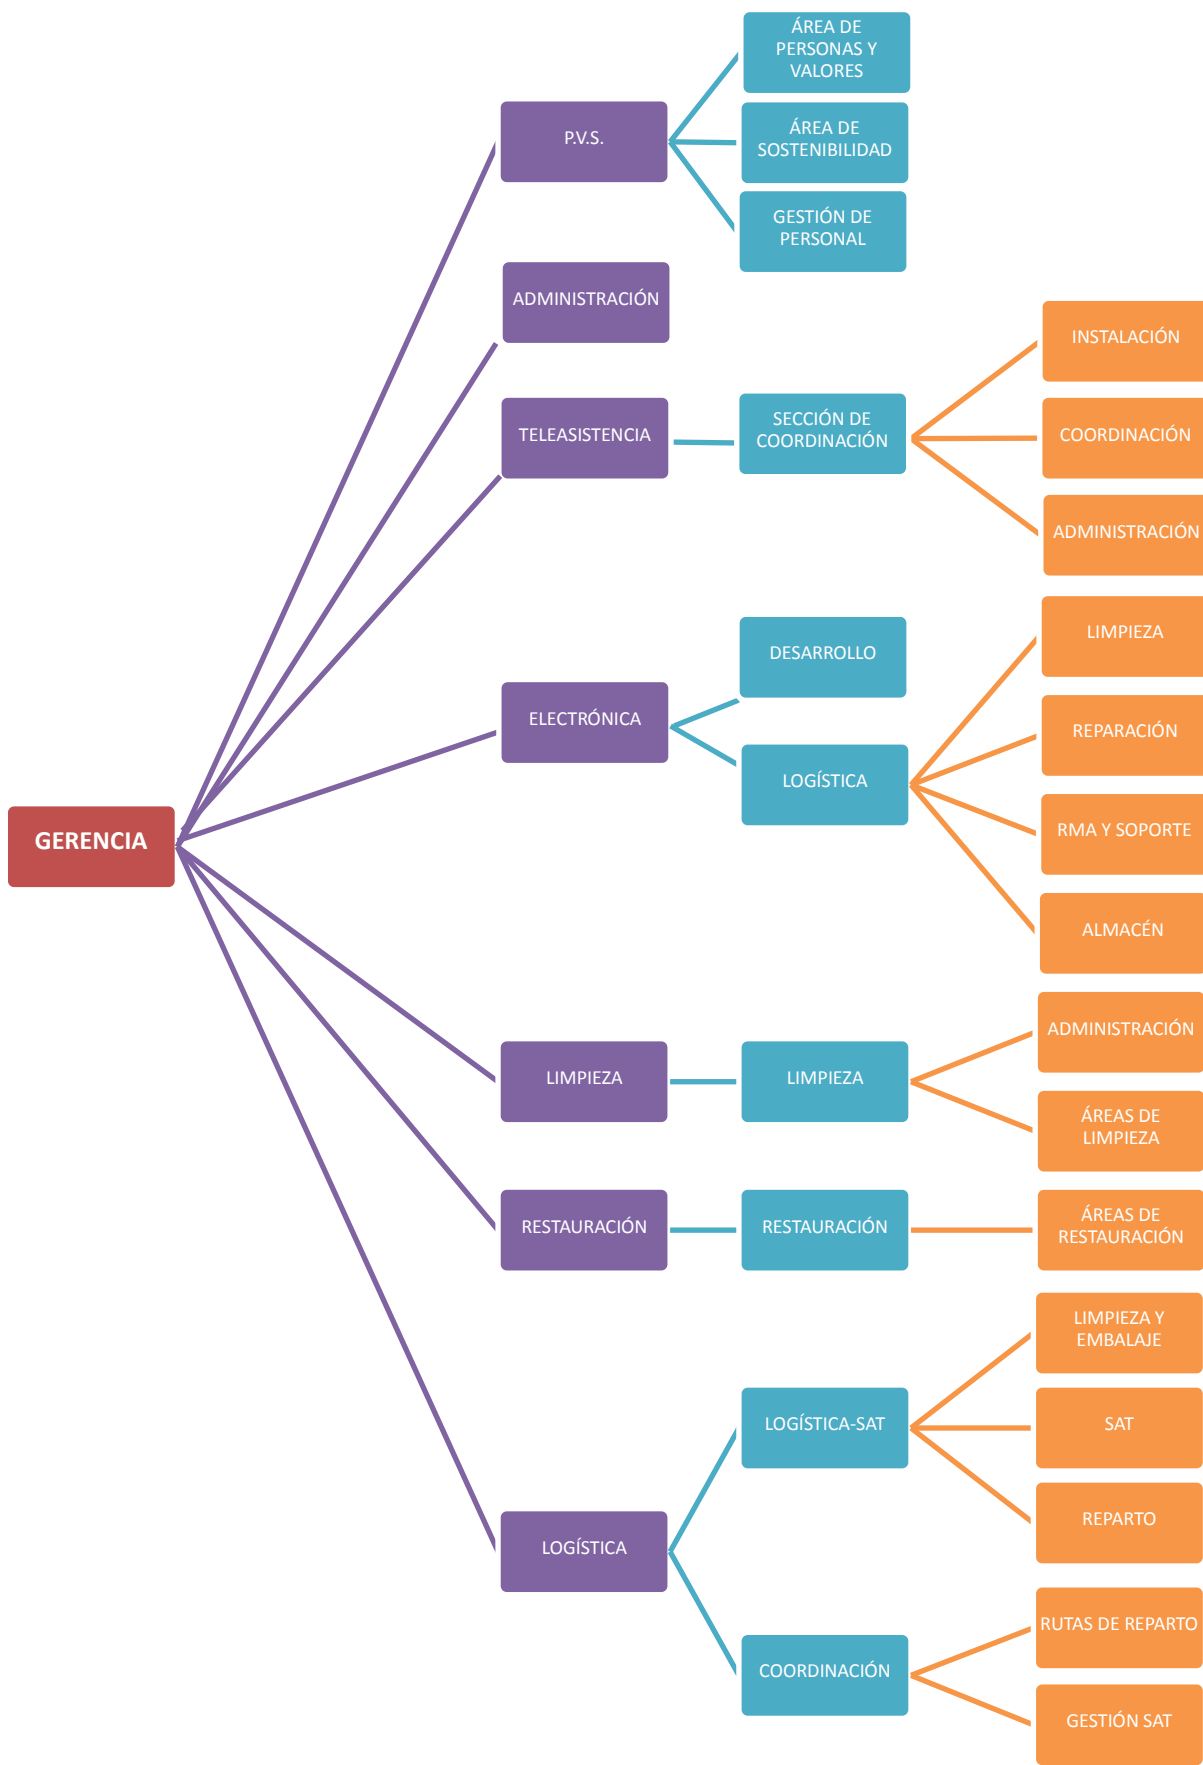 ÁREA DE
PERSONAS Y
VALORES
P.V.S.
ÁREA DE
SOSTENIBILIDAD
GESTIÓN DE
PERSONAL
ADMINISTRACIÓN
TELEASISTENCIA
SECCIÓN DE
COORDINACIÓN
INSTALACIÓN
COORDINACIÓN
ADMINISTRACIÓN
ELECTRÓNICA
DESARROLLO
LOGÍSTICA
LIMPIEZA
REPARACIÓN
RMA Y SOPORTE
ALMACÉN
GERENCIA
LIMPIEZA
LIMPIEZA
ADMINISTRACIÓN
ÁREAS DE
LIMPIEZA
RESTAURACIÓN
RESTAURACIÓN
ÁREAS DE
RESTAURACIÓN
LOGÍSTICA
LOGÍSTICA-SAT
LIMPIEZA Y
EMBALAJE
SAT
REPARTO
COORDINACIÓN
RUTAS DE REPARTO
GESTIÓN SAT